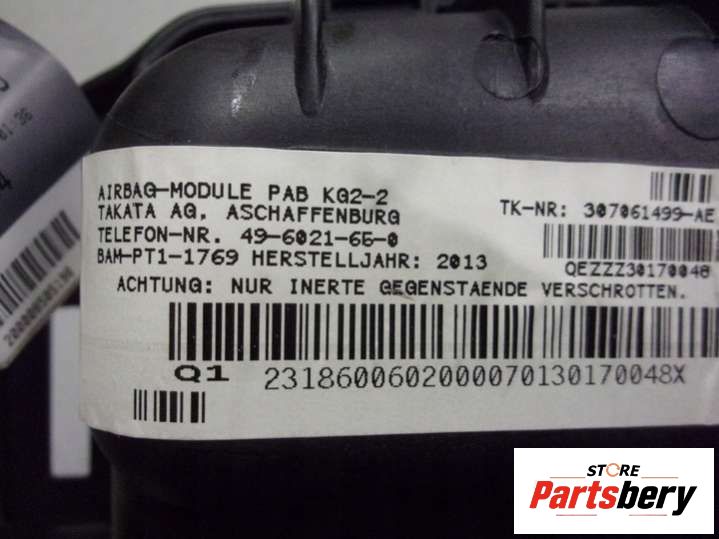 AIRBAG-MODULE PAB KG2-2
TAKATA AG, ASCHAFFENBURG
TELEFON-NR. 49-6021-65-0
BAM-PT1-1769 HERSTELLJAHR: 2013
TK-NR: 307061499-AE
QEZZZ30170048
ACHTUNG: NUR INERTE GEGENSTAENDE VERSCHROTTEN.
Q1 2318600602000070130170048X
STORE
Partsbery